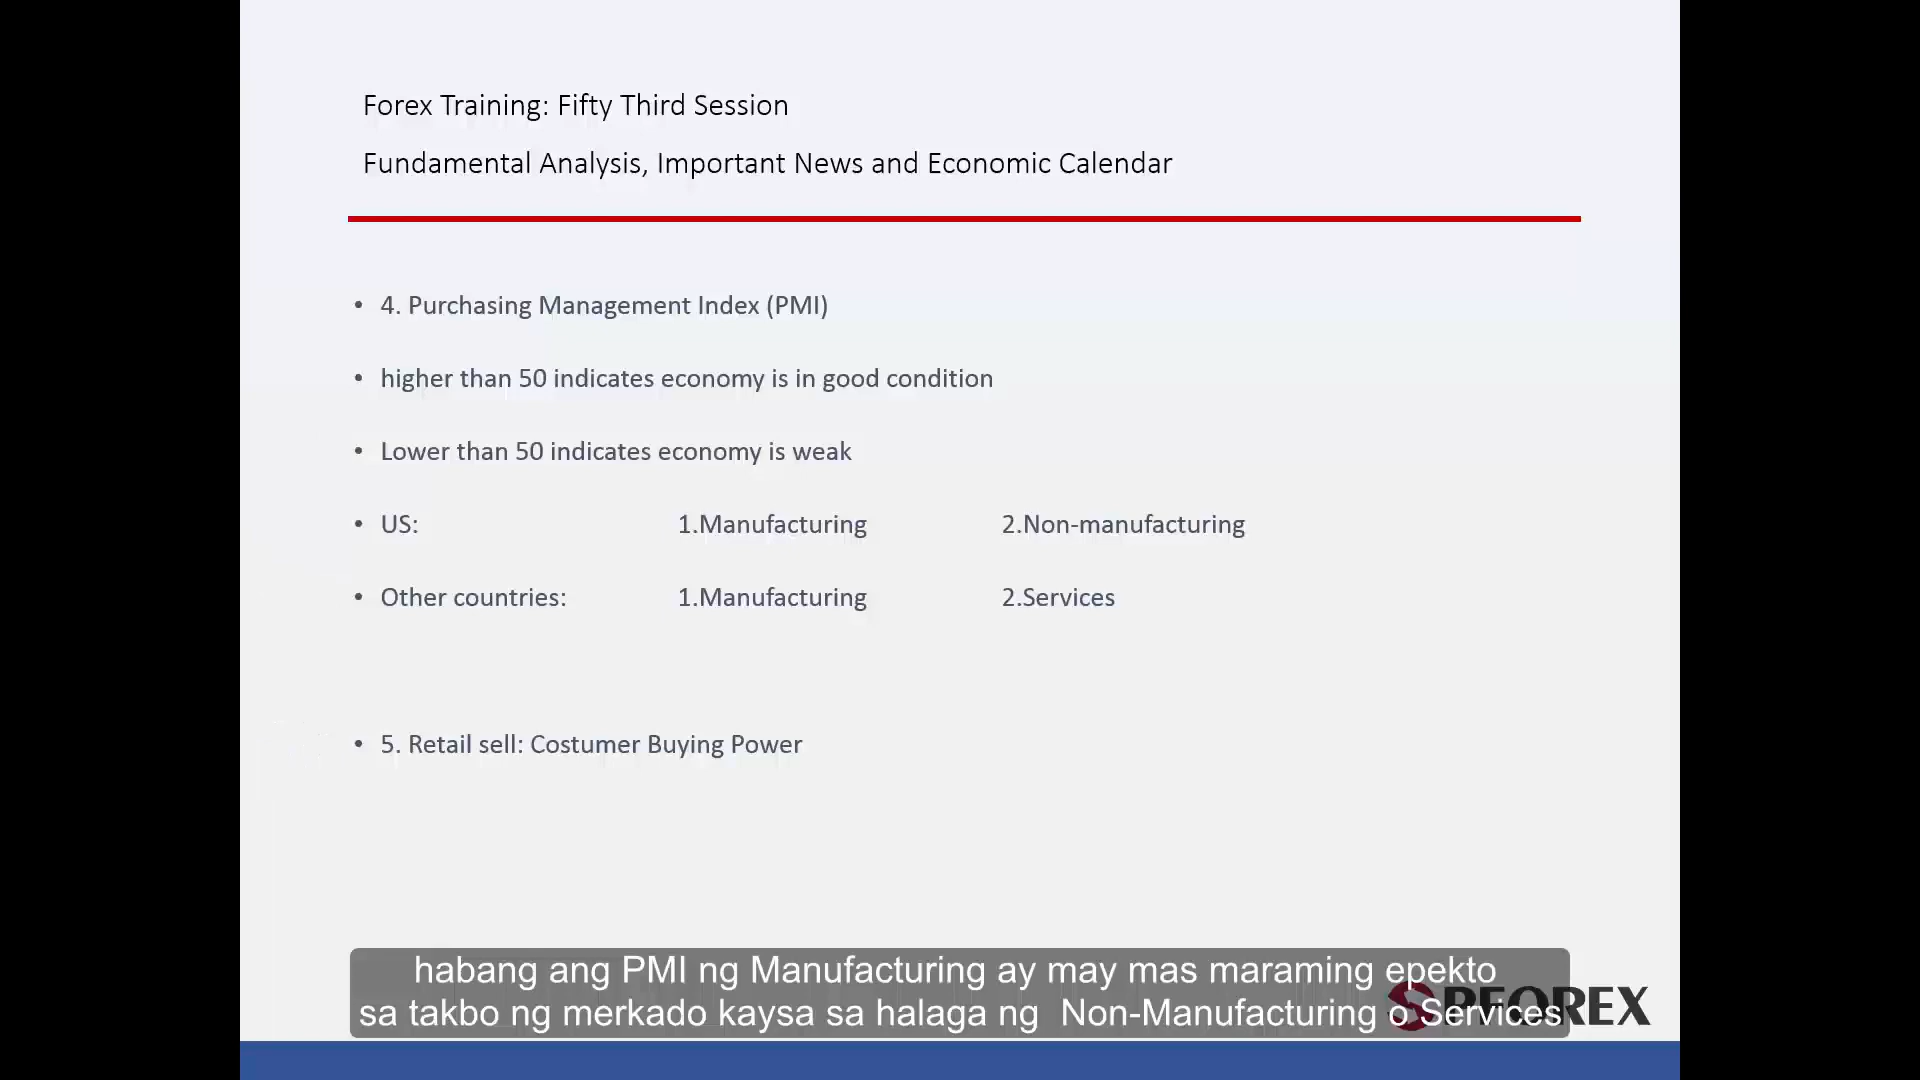 Forex Training: Fifty Third Session
Fundamental Analysis, Important News and Economic Calendar
• 4. Purchasing Management Index (PMI)
• higher than 50 indicates economy is in good condition
• Lower than 50 indicates economy is weak
• US: 1.Manufacturing 2.Non-manufacturing
• Other countries: 1.Manufacturing 2.Services
• 5. Retail sell: Costumer Buying Power
habang ang PMI ng Manufacturing ay may mas maraming epekto
sa takbo ng merkado kaysa sa halaga ng Non-Manufacturing o Services